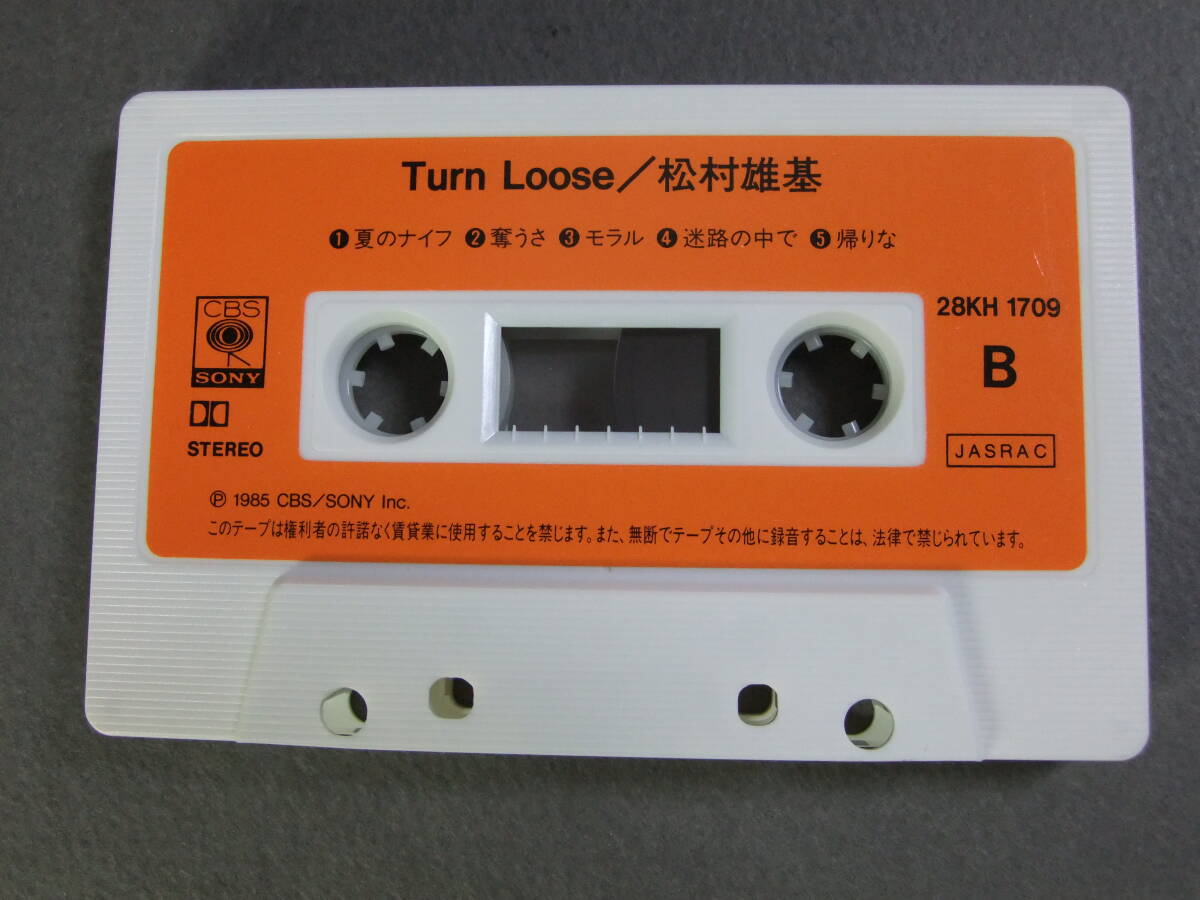 Turn Loose／松村雄基
❶夏のナイフ ❷奪うさ ❸モラル ❹迷路の中で ❺帰りな
CBS
SONY
STEREO
28KH 1709
B
JASRAC
Ⓟ 1985 CBS/SONY Inc.
このテープは権利者の許諾なく賃貸業に使用することを禁じます。また、無断でテープその他に録音することは、法律で禁じられています。